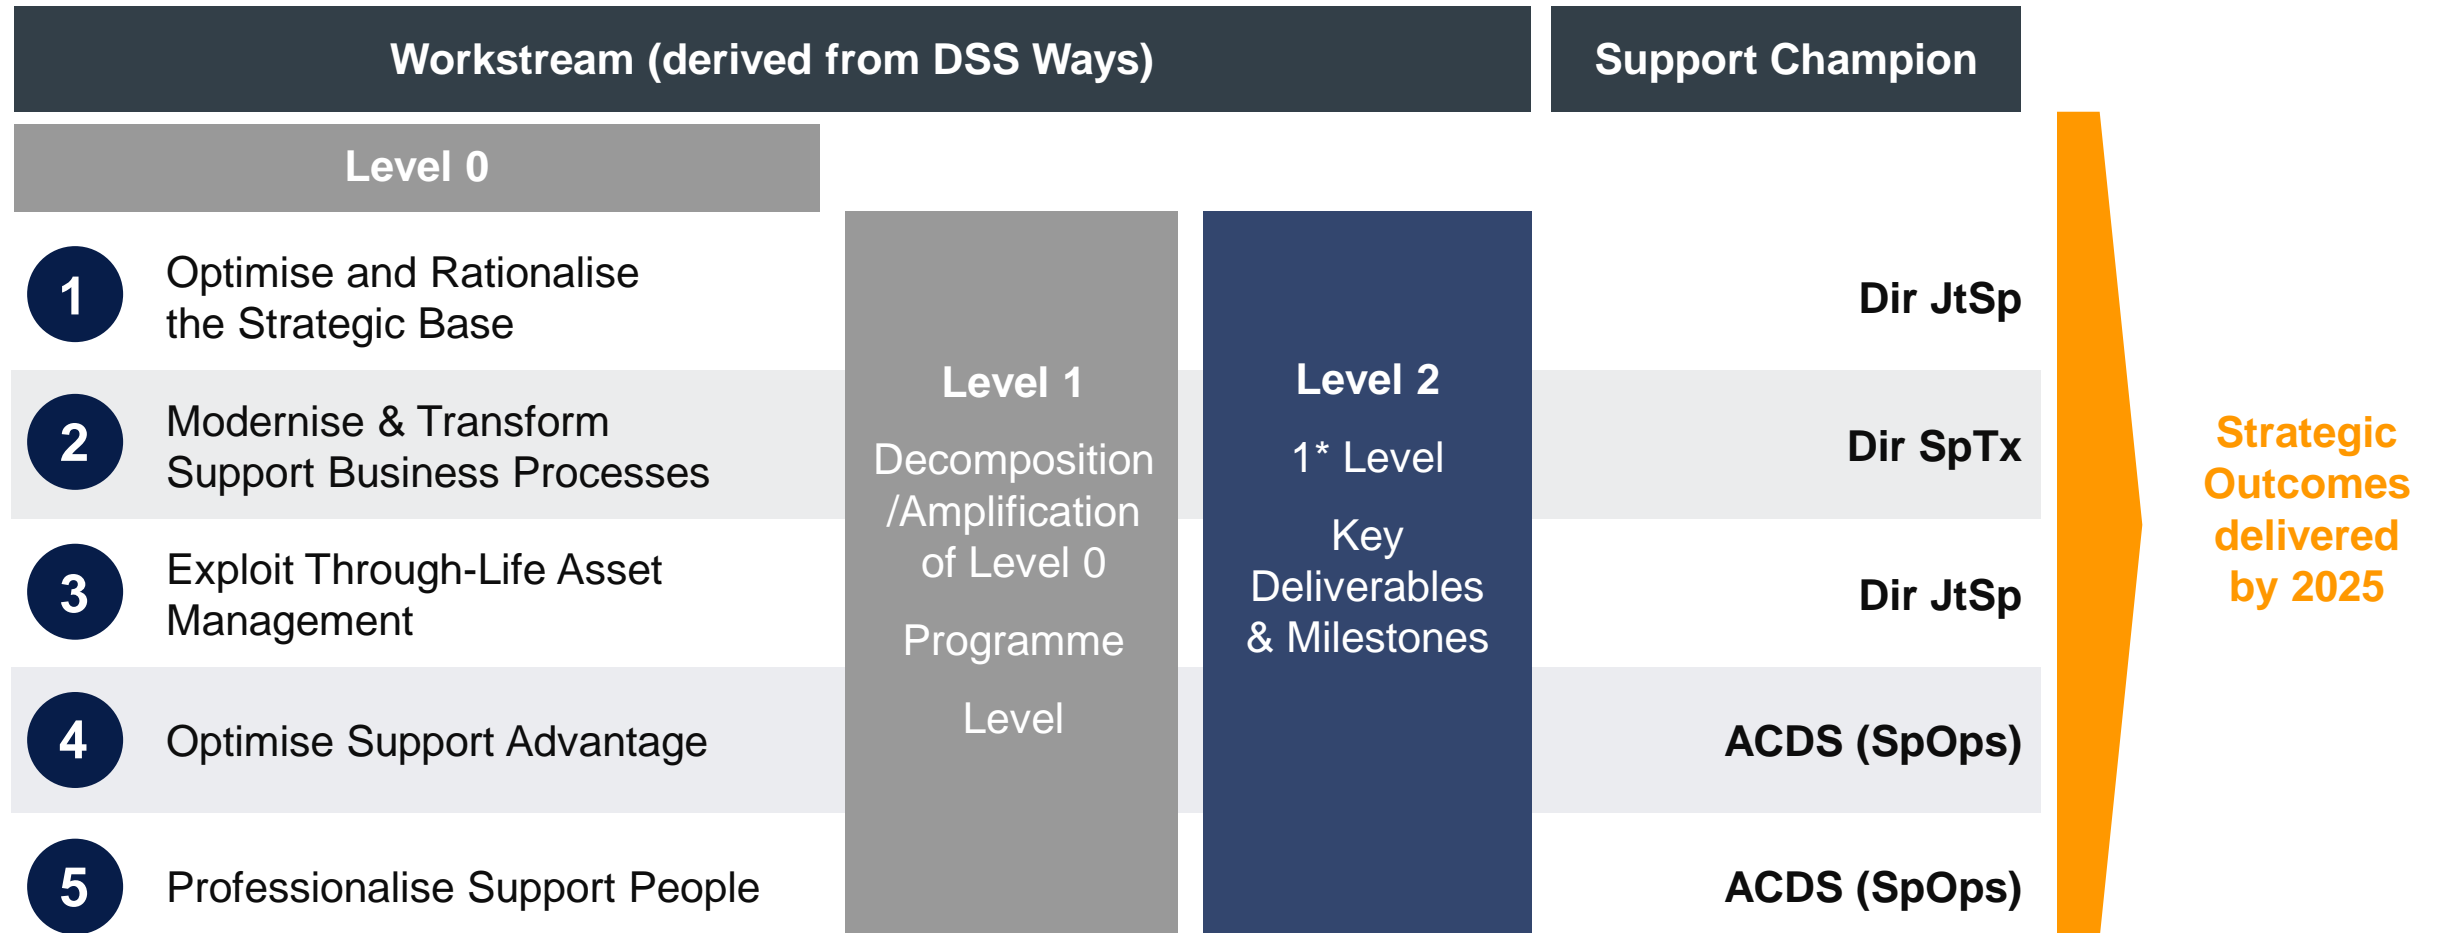 Workstream (derived from DSS Ways)
Support Champion
Level 0
1
Optimise and Rationalise
the Strategic Base
Dir JtSp
2
Modernise & Transform
Support Business Processes
Dir SpTx
3
Exploit Through-Life Asset
Management
Dir JtSp
4
Optimise Support Advantage
ACDS (SpOps)
5
Professionalise Support People
ACDS (SpOps)
Level 1
Decomposition
/Amplification
of Level 0
Programme
Level
Level 2
1* Level
Key
Deliverables
& Milestones
Strategic
Outcomes
delivered
by 2025